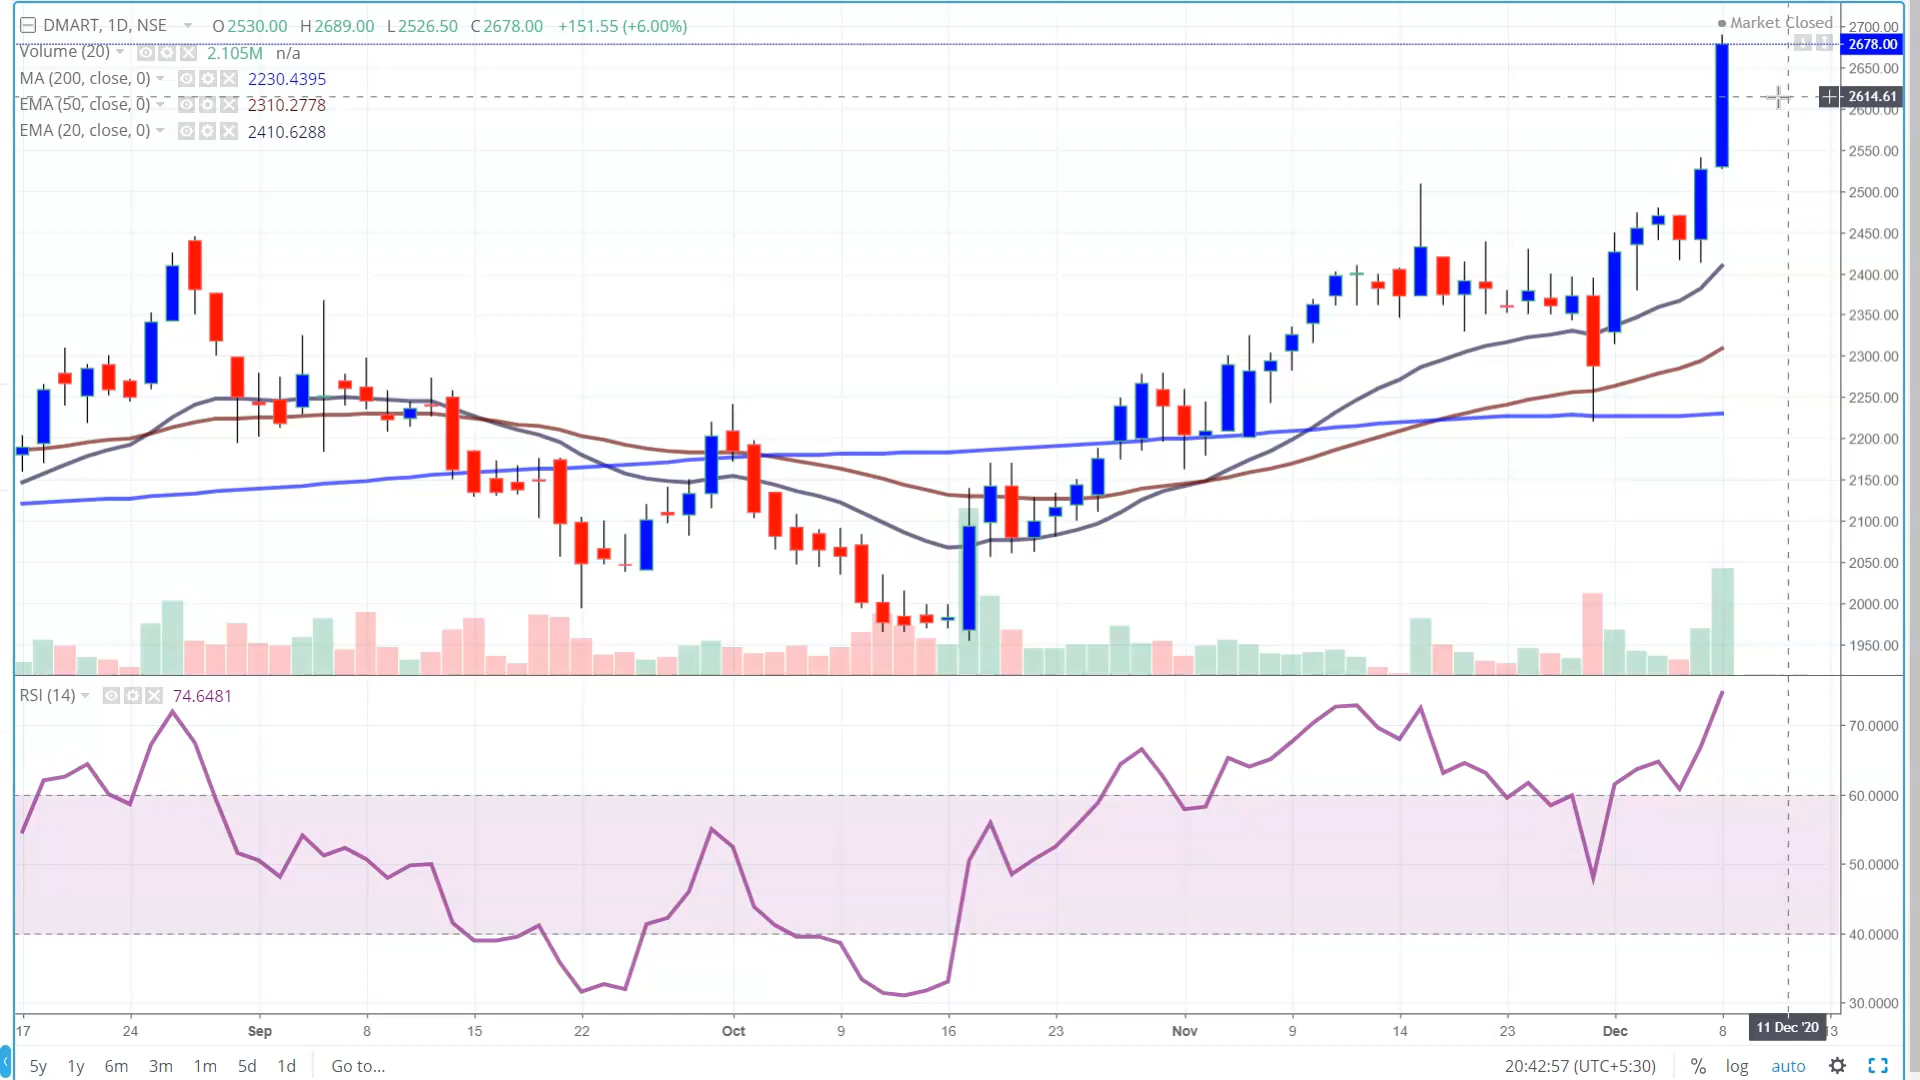 DMART, 1D, NSE O2530.00 H2689.00 L2526.50 C2678.00 +151.55 (+6.00%)
Market Closed
Volume (20) 2.105M n/a
MA (200, close, 0) 2230.4395
EMA (50, close, 0) 2310.2778
EMA (20, close, 0) 2410.6288
2700.00
2678.00
2650.00
2614.61
2600.00
2550.00
2500.00
2450.00
2400.00
2350.00
2300.00
2250.00
2200.00
2150.00
2100.00
2050.00
2000.00
1950.00
RSI (14) 74.6481
70.0000
60.0000
50.0000
40.0000
30.0000
17 24 Sep 8 15 22 Oct 9 16 23 Nov 9 14 23 Dec 8 11 Dec '20 13
5y 1y 6m 3m 1m 5d 1d Go to... 20:42:57 (UTC+5:30) % log auto